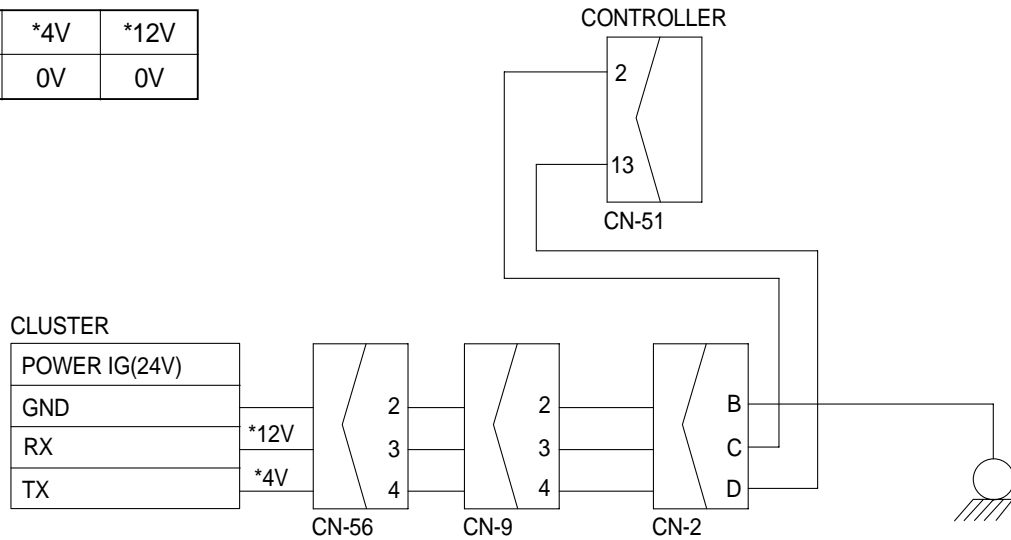 *4V *12V
0V 0V
CONTROLLER
2
13
CN-51
CLUSTER
POWER IG(24V)
GND
RX
TX
*12V
*4V
2
3
4
CN-56
2
3
4
CN-9
B
C
D
CN-2